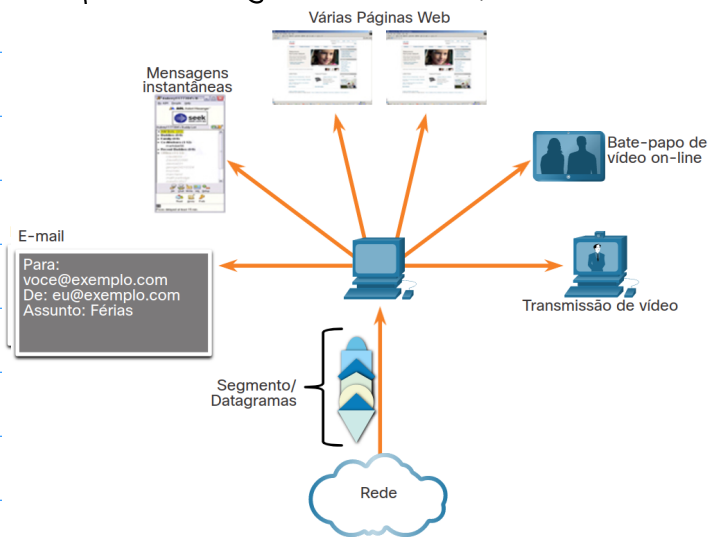 Várias Páginas Web
Mensagens
instantâneas
seek
Bate-papo de
vídeo on-line
E-mail
Para:
voce@exemplo.com
De: eu@exemplo.com
Assunto: Férias
Transmissão de vídeo
Segmento/
Datagramas
Rede